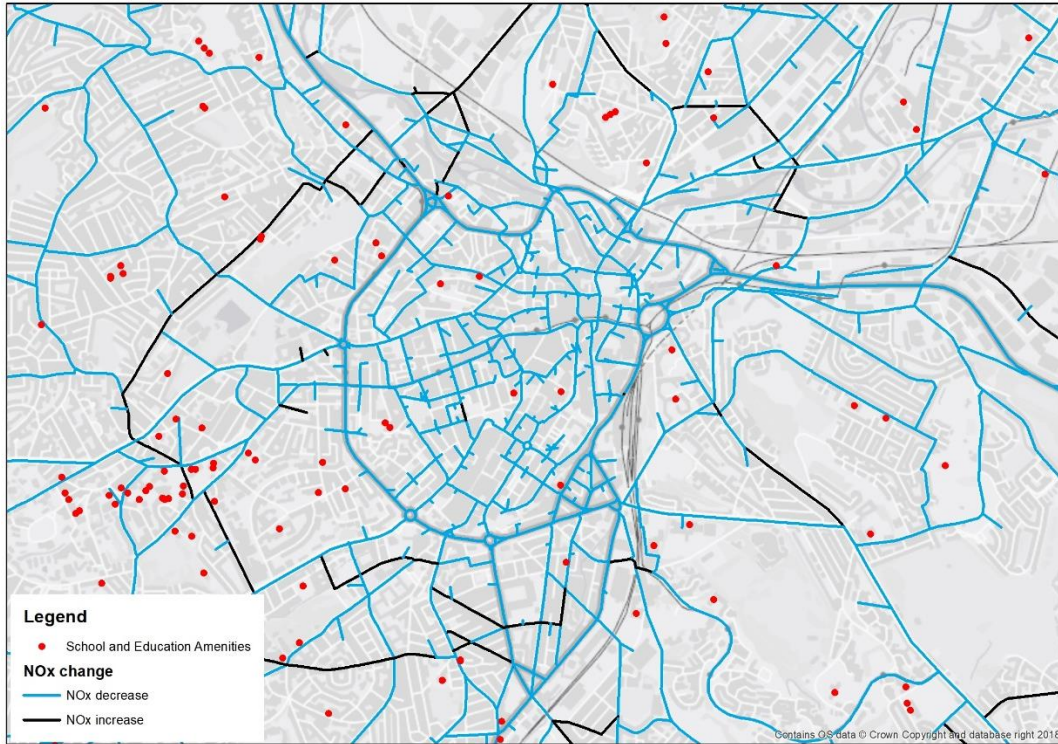 Legend
School and Education Amenities
NOx change
NOx decrease
NOx increase
Contains OS data © Crown Copyright and database right 201